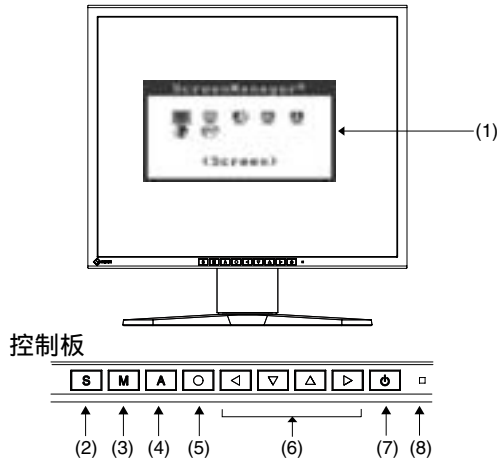 ScreenManager®
(Screen)
(1)
控制板
S M A
(2) (3) (4) (5) (6) (7) (8)